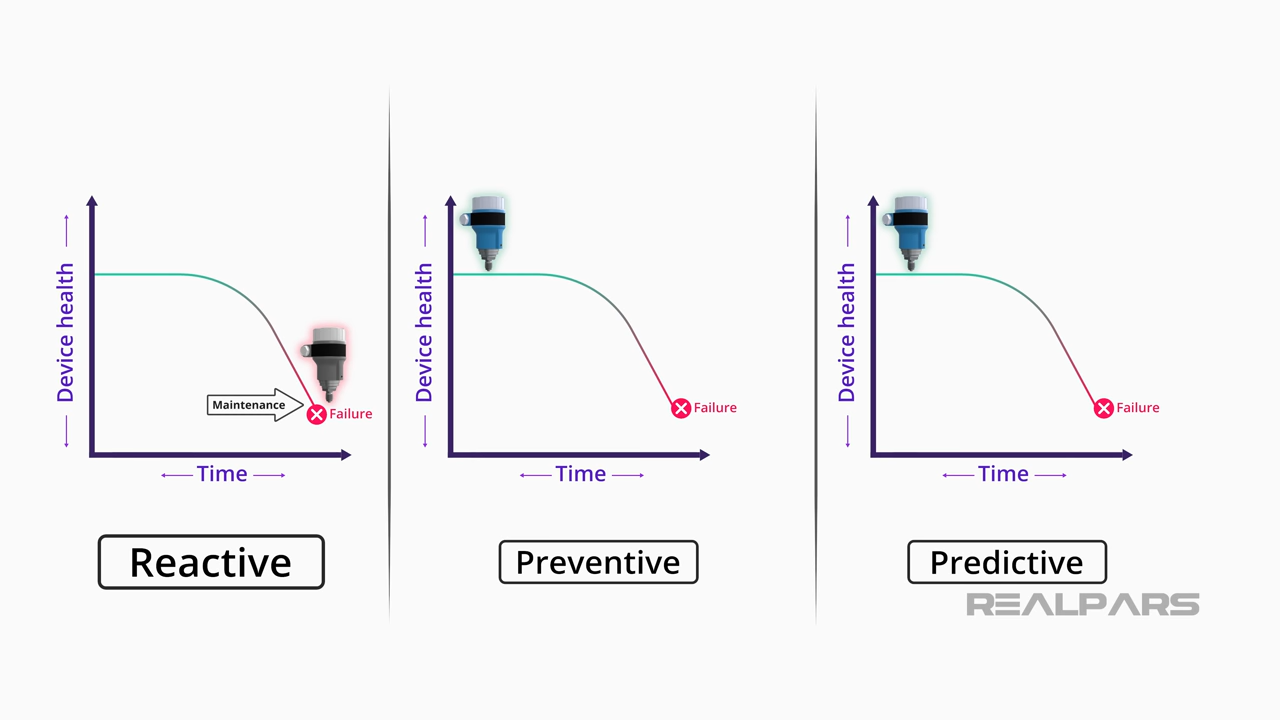 Device health
Maintenance
Failure
Time
Reactive
Device health
Failure
Time
Preventive
Device health
Failure
Time
Predictive
REALPARS